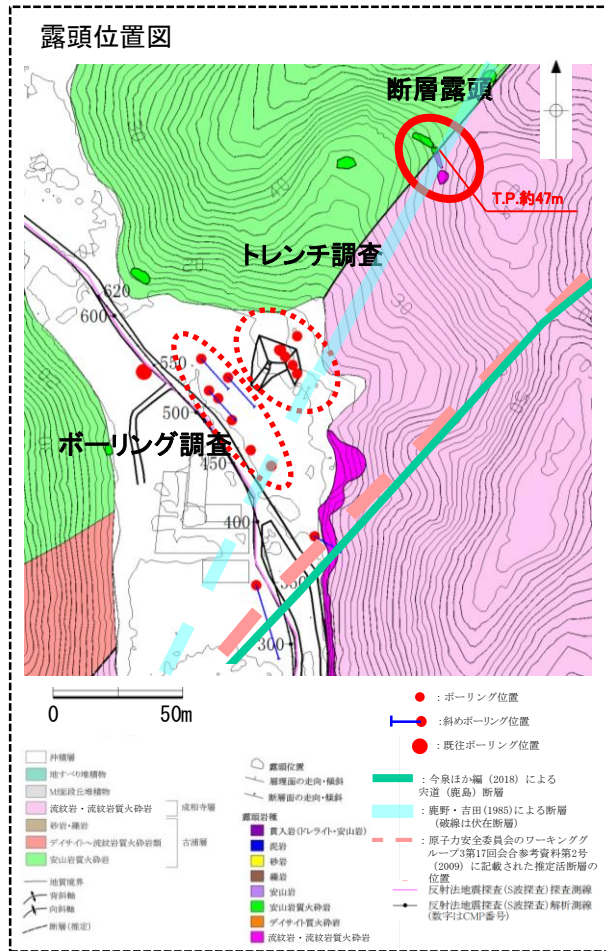 露頭位置図
断層露頭
T.P.約47m
トレンチ調査
620
600
550
500
ボーリング調査
450
400
350
300
0 50m
：ボーリング位置
：斜めボーリング位置
：既往ボーリング位置
：今泉ほか編（2018）による
宍道（鹿島）断層
：鹿野・吉田(1985)による断層
（破線は伏在断層）
：原子力安全委員会のワーキンググ
ループ3第17回会合参考資料第2号
（2009）に記載された推定活断層
の位置
反射法地震探査(S波探査)探査測線
反射法地震探査(S波探査)解析測線
(数字はCMP番号)
沖積層
地すべり堆積物
M1面段丘堆積物
流紋岩・流紋岩質火砕岩
成相寺層
砂岩・礫岩
デイサイト～流紋岩質火砕岩類
古浦層
安山岩質火砕岩
地質境界
背斜軸
向斜軸
断層(推定)
露頭位置
層理面の走向・傾斜
断層面の走向・傾斜
露頭岩種
貫入岩(ドレライト・安山岩)
泥岩
砂岩
礫岩
安山岩
安山岩質火砕岩
デイサイト質火砕岩
流紋岩・流紋岩質火砕岩